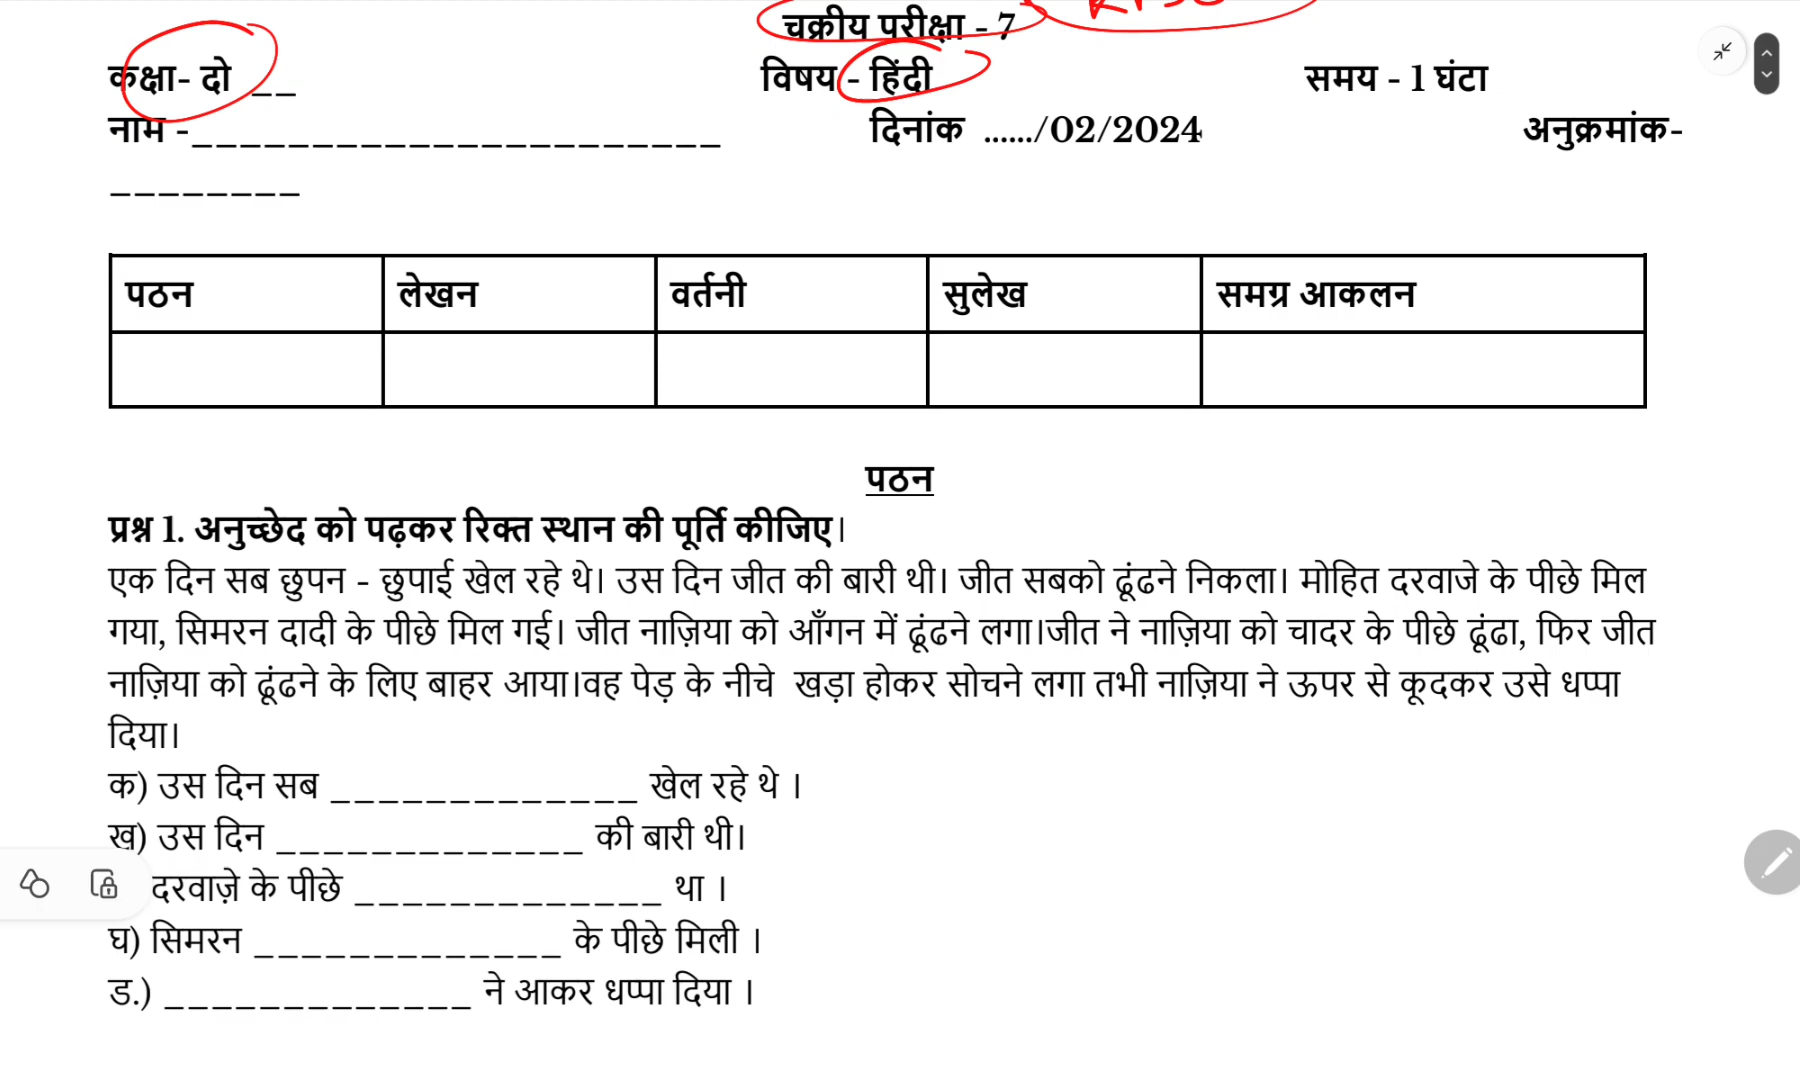 चक्रीय परीक्षा - 7
कक्षा- दो __ विषय - हिंदी समय - 1 घंटा
नाम -______________________ दिनांक ....../02/2024 अनुक्रमांक-
________
पठन लेखन वर्तनी सुलेख समग्र आकलन
पठन
प्रश्न 1. अनुच्छेद को पढ़कर रिक्त स्थान की पूर्ति कीजिए।
एक दिन सब छुपन - छुपाई खेल रहे थे। उस दिन जीत की बारी थी। जीत सबको ढूंढने निकला। मोहित दरवाजे के पीछे मिल
गया, सिमरन दादी के पीछे मिल गई। जीत नाज़िया को आँगन में ढूंढने लगा।जीत ने नाज़िया को चादर के पीछे ढूंढा, फिर जीत
नाज़िया को ढूंढने के लिए बाहर आया।वह पेड़ के नीचे खड़ा होकर सोचने लगा तभी नाज़िया ने ऊपर से कूदकर उसे धप्पा
दिया।
क) उस दिन सब _____________ खेल रहे थे ।
ख) उस दिन _____________ की बारी थी।
दरवाज़े के पीछे _____________ था ।
घ) सिमरन _____________ के पीछे मिली ।
ड.) _____________ ने आकर धप्पा दिया ।